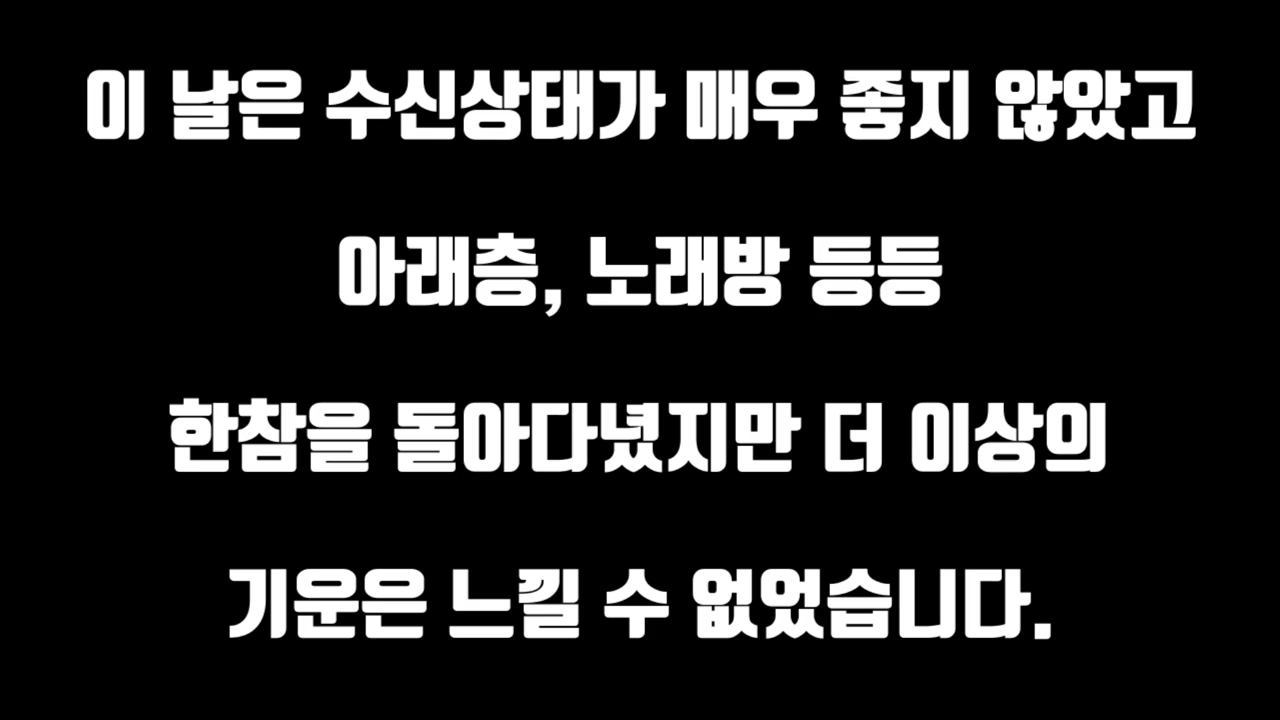 이 날은 수신상태가 매우 좋지 않았고
아래층, 노래방 등등
한참을 돌아다녔지만 더 이상의
기운은 느낄 수 없었습니다.